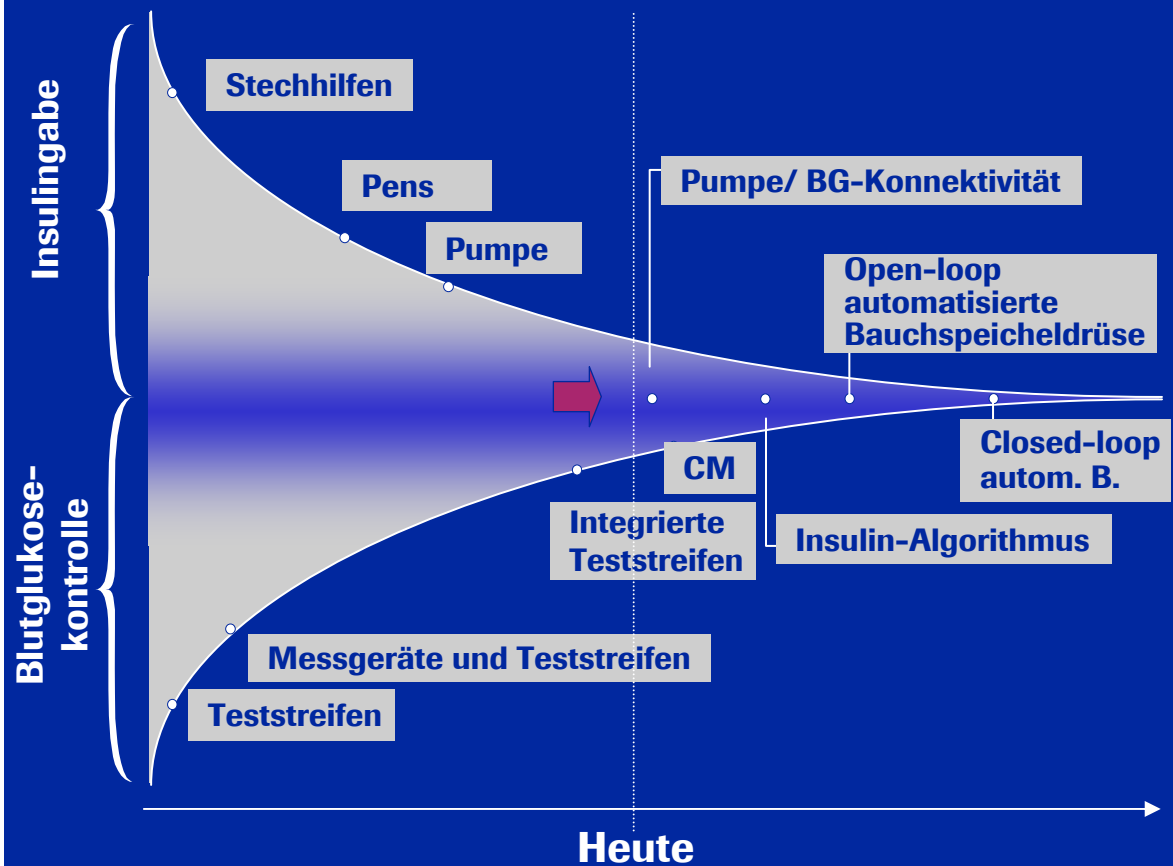 Insulingabe
Blutglukose-
kontrolle
Stechhilfen
Pens
Pumpe
Pumpe/ BG-Konnektivität
Open-loop
automatisierte
Bauchspeicheldrüse
Closed-loop
autom. B.
CM
Integrierte
Teststreifen
Insulin-Algorithmus
Messgeräte und Teststreifen
Teststreifen
Heute